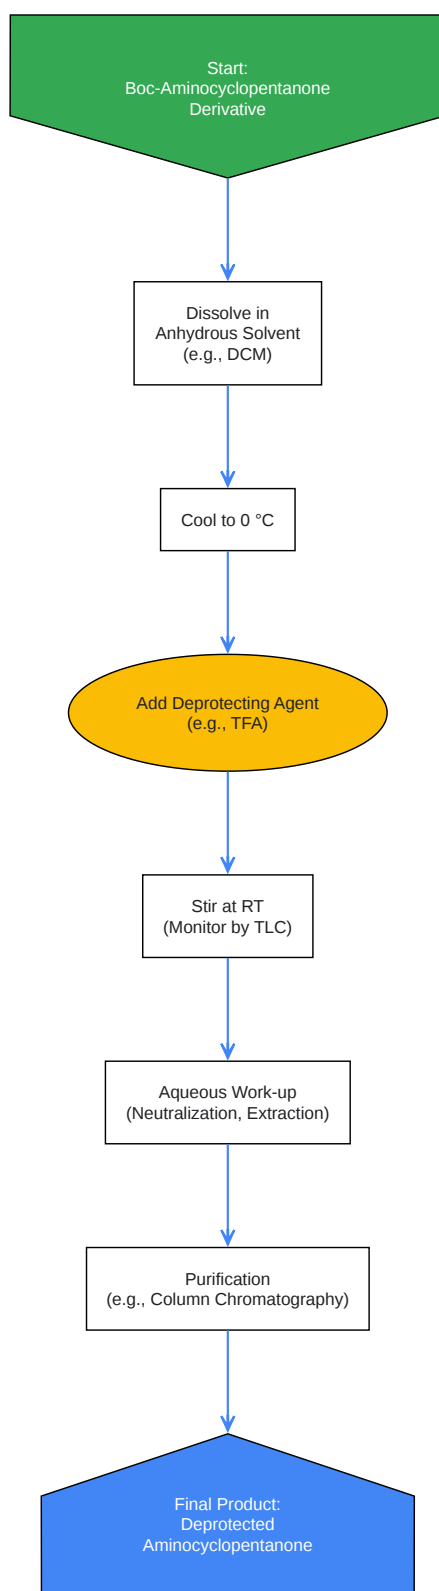 Start:
Boc-Aminocyclopentanone
Derivative
Dissolve in
Anhydrous Solvent
(e.g., DCM)
Cool to 0 °C
Add Deprotecting Agent
(e.g., TFA)
Stir at RT
(Monitor by TLC)
Aqueous Work-up
(Neutralization, Extraction)
Purification
(e.g., Column Chromatography)
Final Product:
Deprotected
Aminocyclopentanone